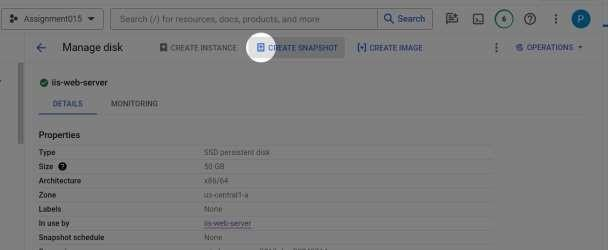 Assignment015
Search (/) for resources, docs, products, and more
Search
6
P
Manage disk
CREATE INSTANCE
CREATE SNAPSHOT
CREATE IMAGE
OPERATIONS
iis-web-server
DETAILS
MONITORING
Properties
Type SSD persistent disk
Size 50 GB
Architecture x86/64
Zone us-central1-a
Labels None
In use by iis-web-server
Snapshot schedule None